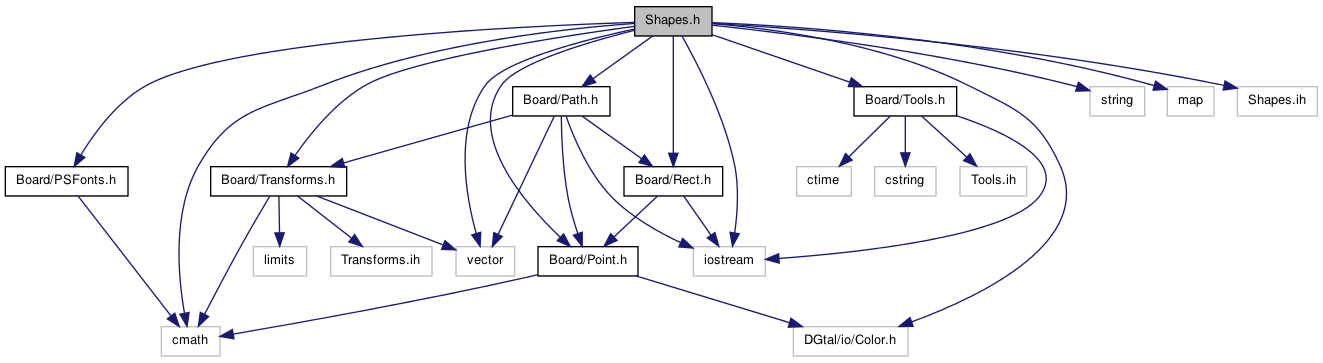 Shapes.h
Board/Path.h
Board/Tools.h
string
map
Shapes.ih
Board/PSFonts.h
Board/Transforms.h
Board/Rect.h
ctime
cstring
Tools.ih
limits
Transforms.ih
vector
Board/Point.h
iostream
cmath
DGtal/io/Color.h